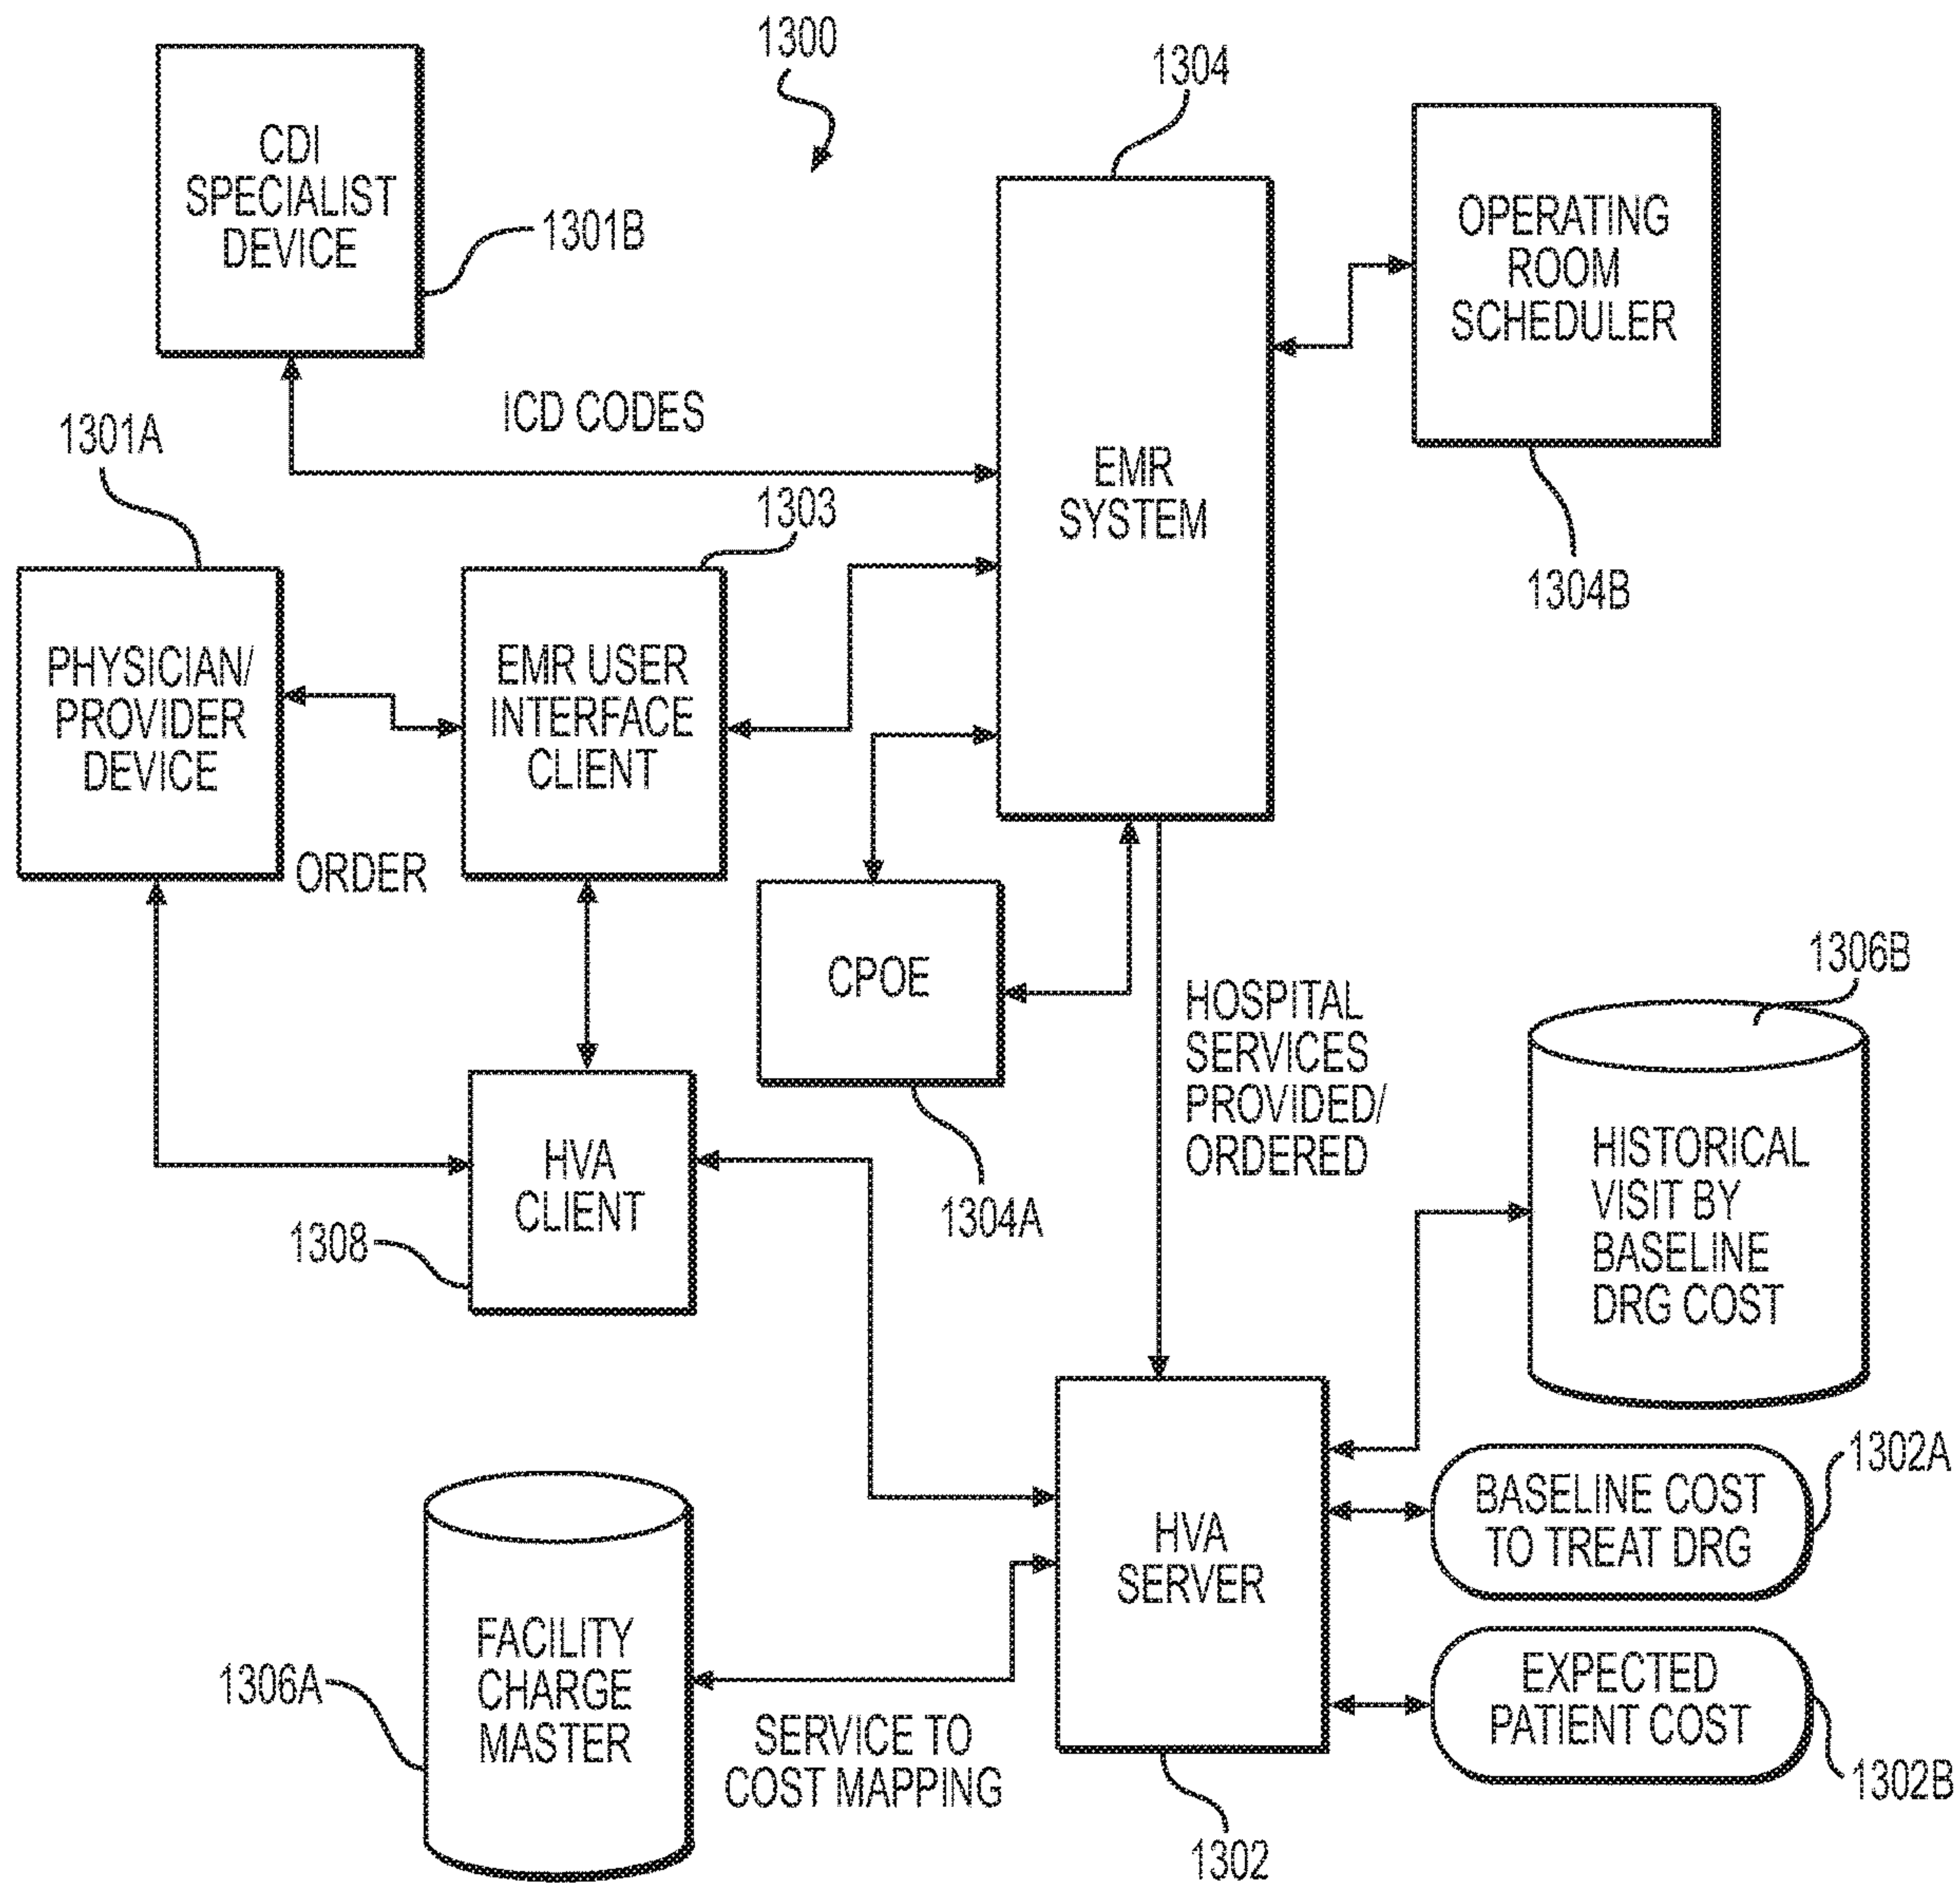 1300
1304
CDI
SPECIALIST
DEVICE
1301B
OPERATING
ROOM
SCHEDULER
1304B
ICD CODES
EMR
SYSTEM
1301A
1303
PHYSICIAN/
PROVIDER
DEVICE
EMR USER
INTERFACE
CLIENT
ORDER
CPOE
1304A
HOSPITAL
SERVICES
PROVIDED/
ORDERED
1306B
HISTORICAL
VISIT BY
BASELINE
DRG COST
HVA
CLIENT
1308
1302A
BASELINE COST
TO TREAT DRG
HVA
SERVER
FACILITY
CHARGE
MASTER
1306A
EXPECTED
PATIENT COST
1302B
SERVICE TO
COST MAPPING
1302